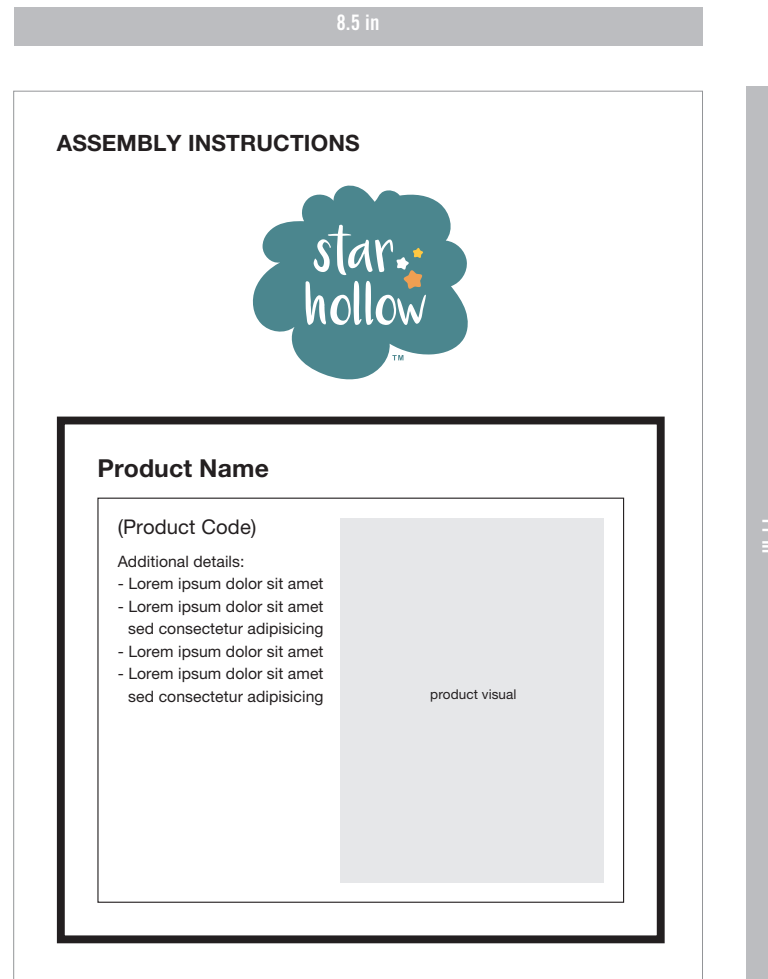 8.5 in
ASSEMBLY INSTRUCTIONS
star
hollow
TM
Product Name
(Product Code)
Additional details:
- Lorem ipsum dolor sit amet
- Lorem ipsum dolor sit amet
sed consectetur adipisicing
- Lorem ipsum dolor sit amet
- Lorem ipsum dolor sit amet
sed consectetur adipisicing
product visual